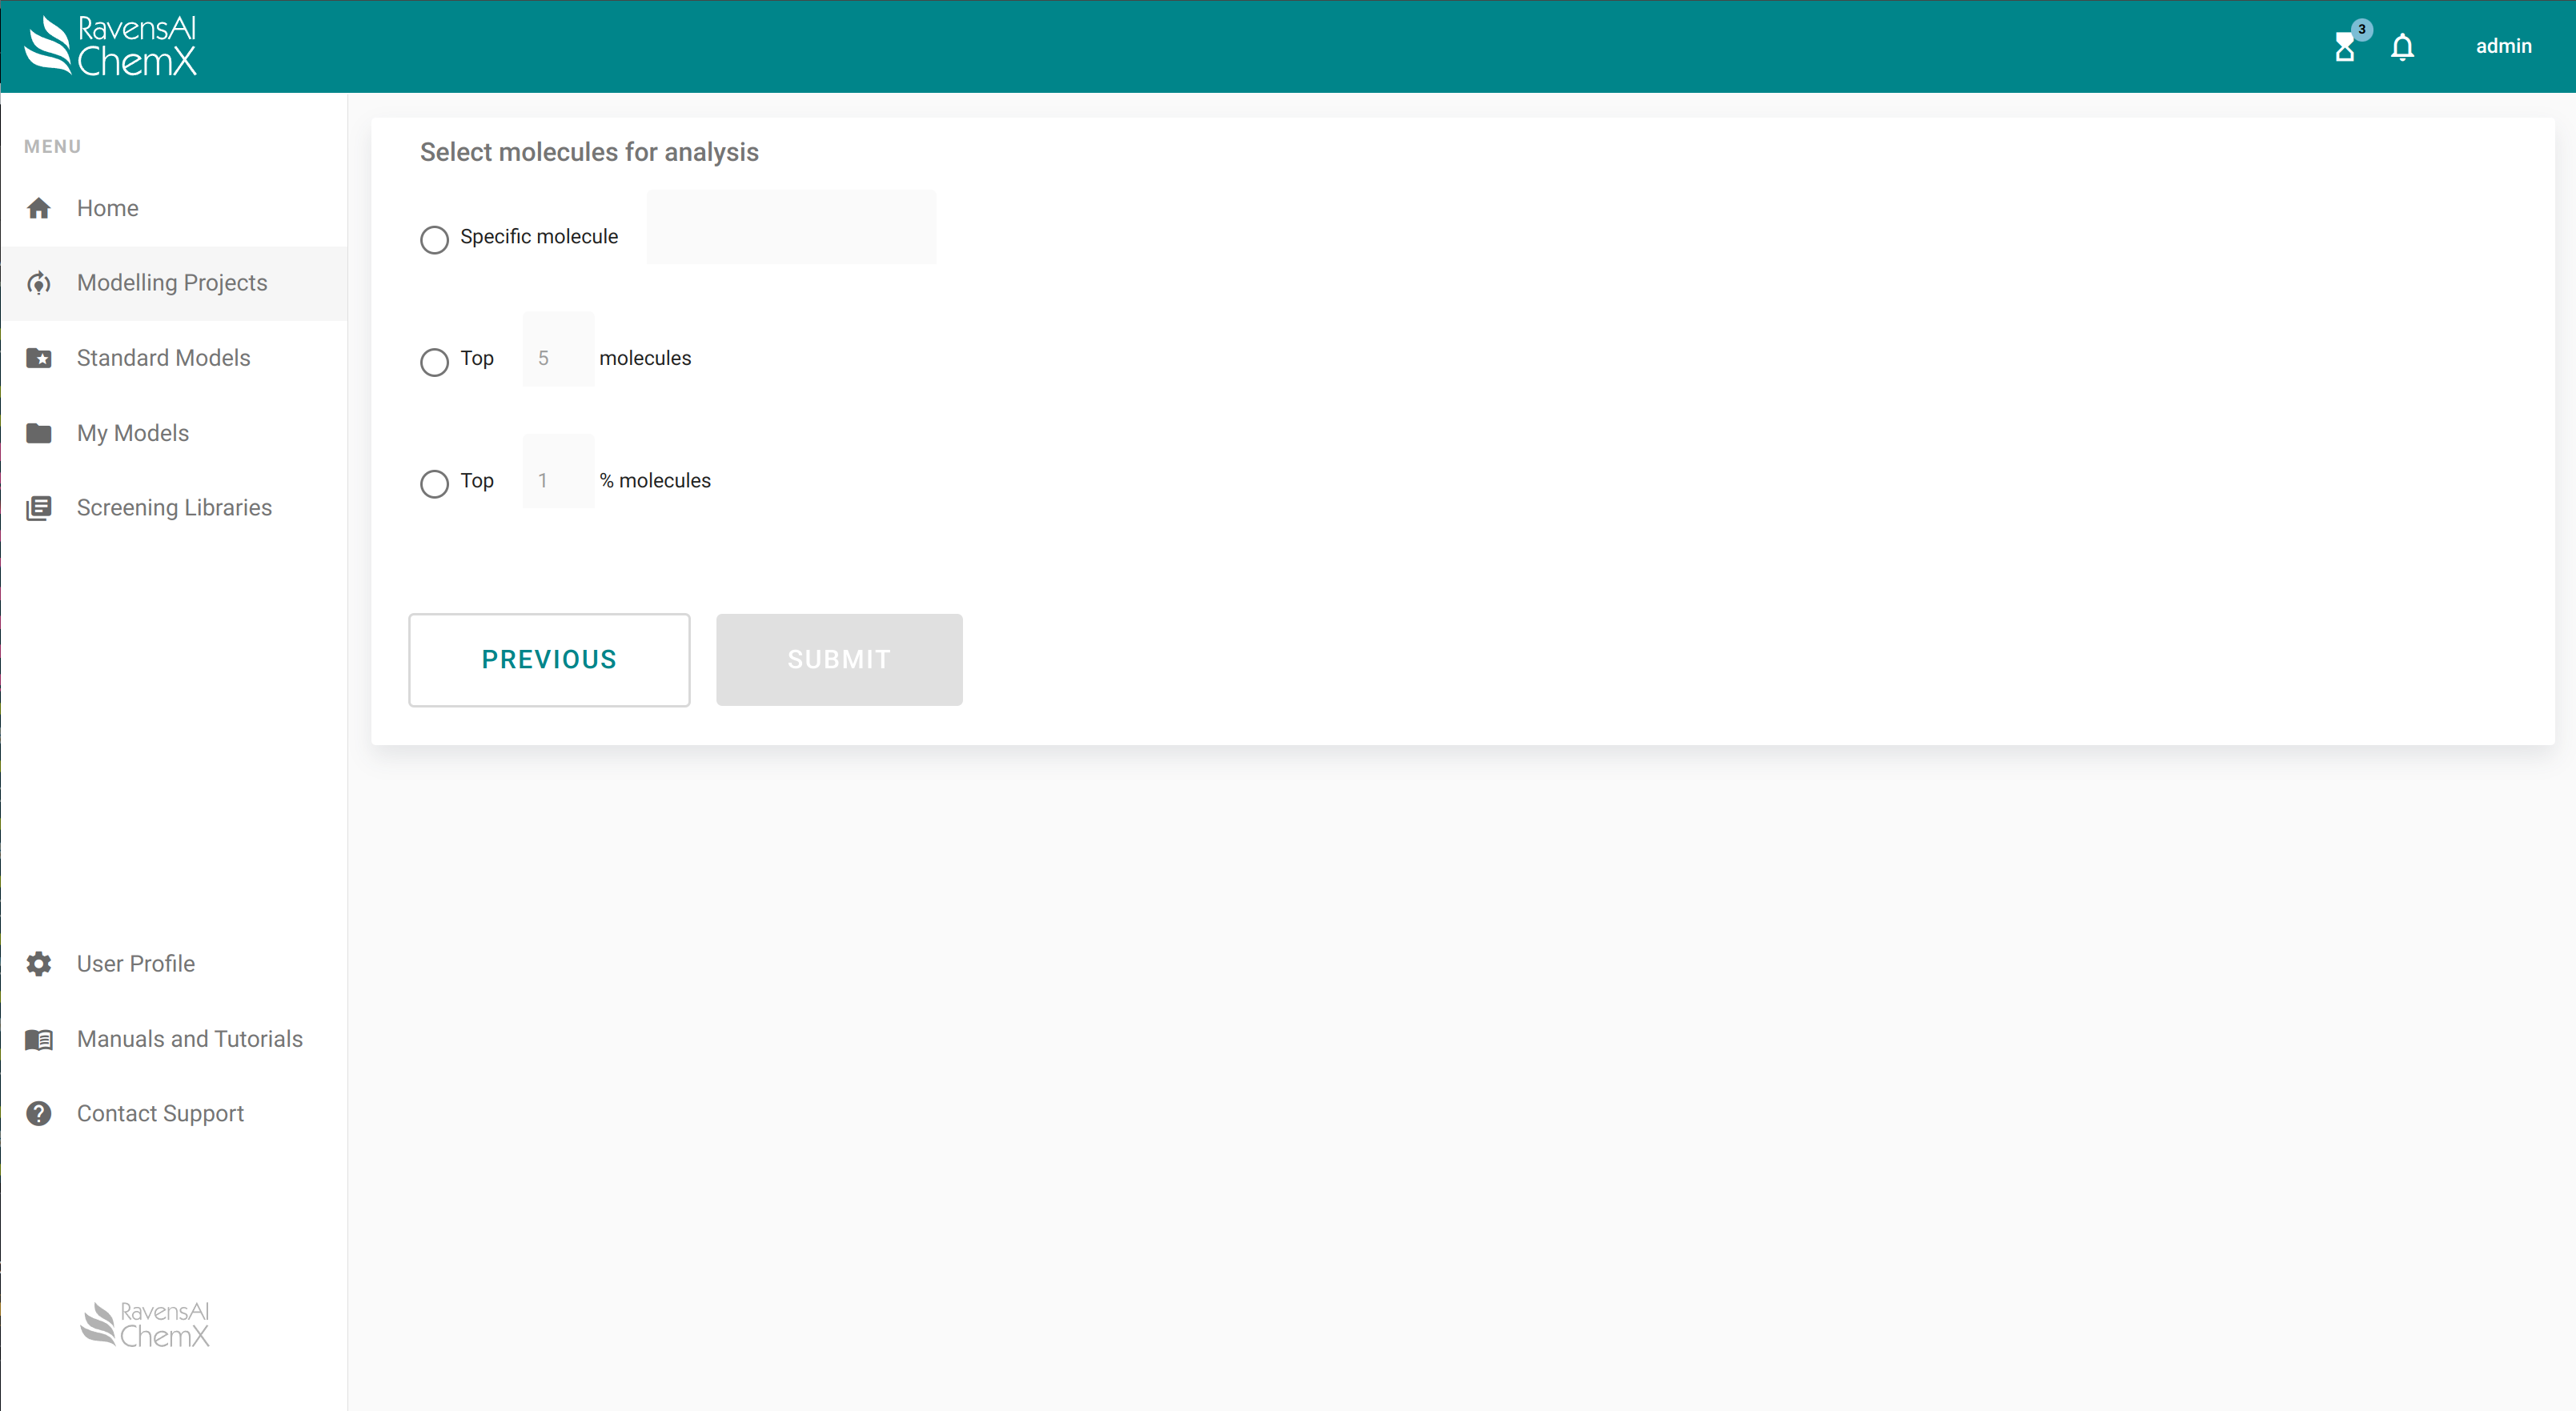 RavensAI
ChemX
3
admin
MENU
Home
Modelling Projects
Standard Models
My Models
Screening Libraries
User Profile
Manuals and Tutorials
Contact Support
RavensAI
ChemX
Select molecules for analysis
Specific molecule
Top 5 molecules
Top 1 % molecules
PREVIOUS SUBMIT